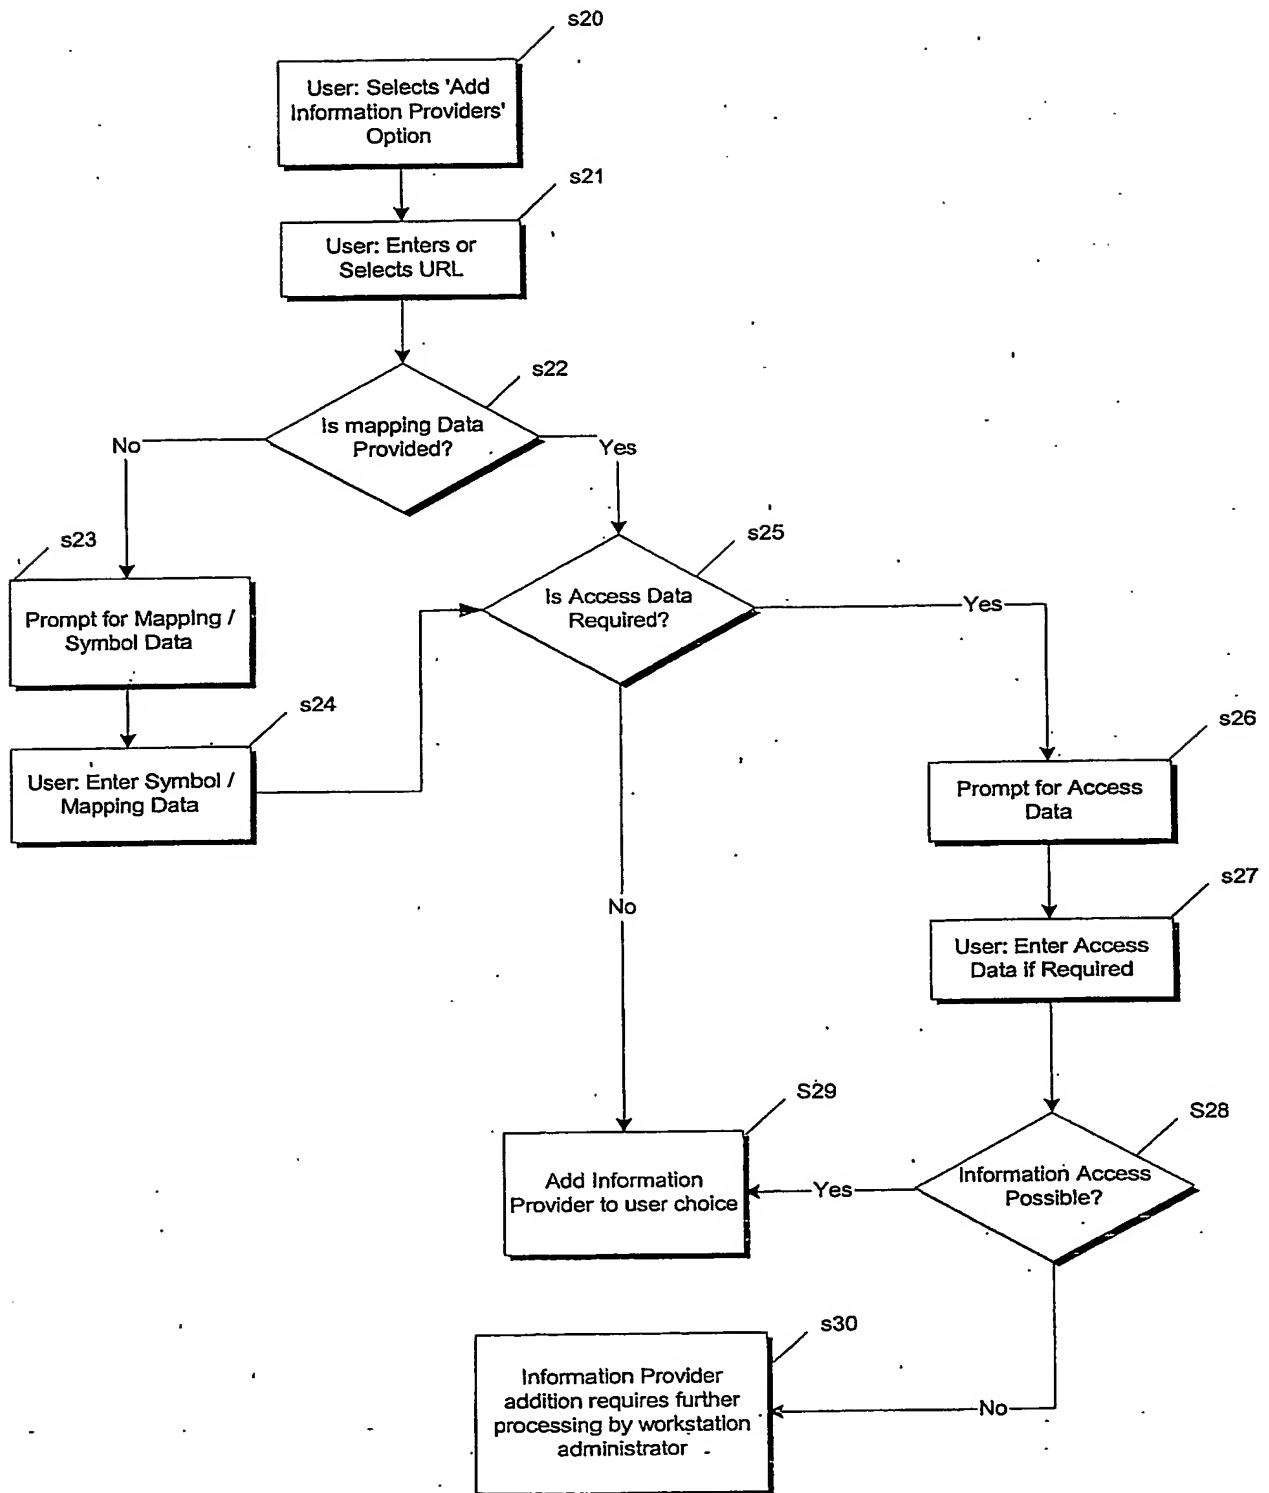 s20
User: Selects 'Add
Information Providers'
Option
s21
User: Enters or
Selects URL
s22
Is mapping Data
Provided?
No
Yes
s23
Prompt for Mapping /
Symbol Data
s25
Is Access Data
Required?
Yes
s24
User: Enter Symbol /
Mapping Data
s26
Prompt for Access
Data
No
s27
User: Enter Access
Data if Required
S29
Add Information
Provider to user choice
S28
Information Access
Possible?
Yes
s30
Information Provider
addition requires further
processing by workstation
administrator
No